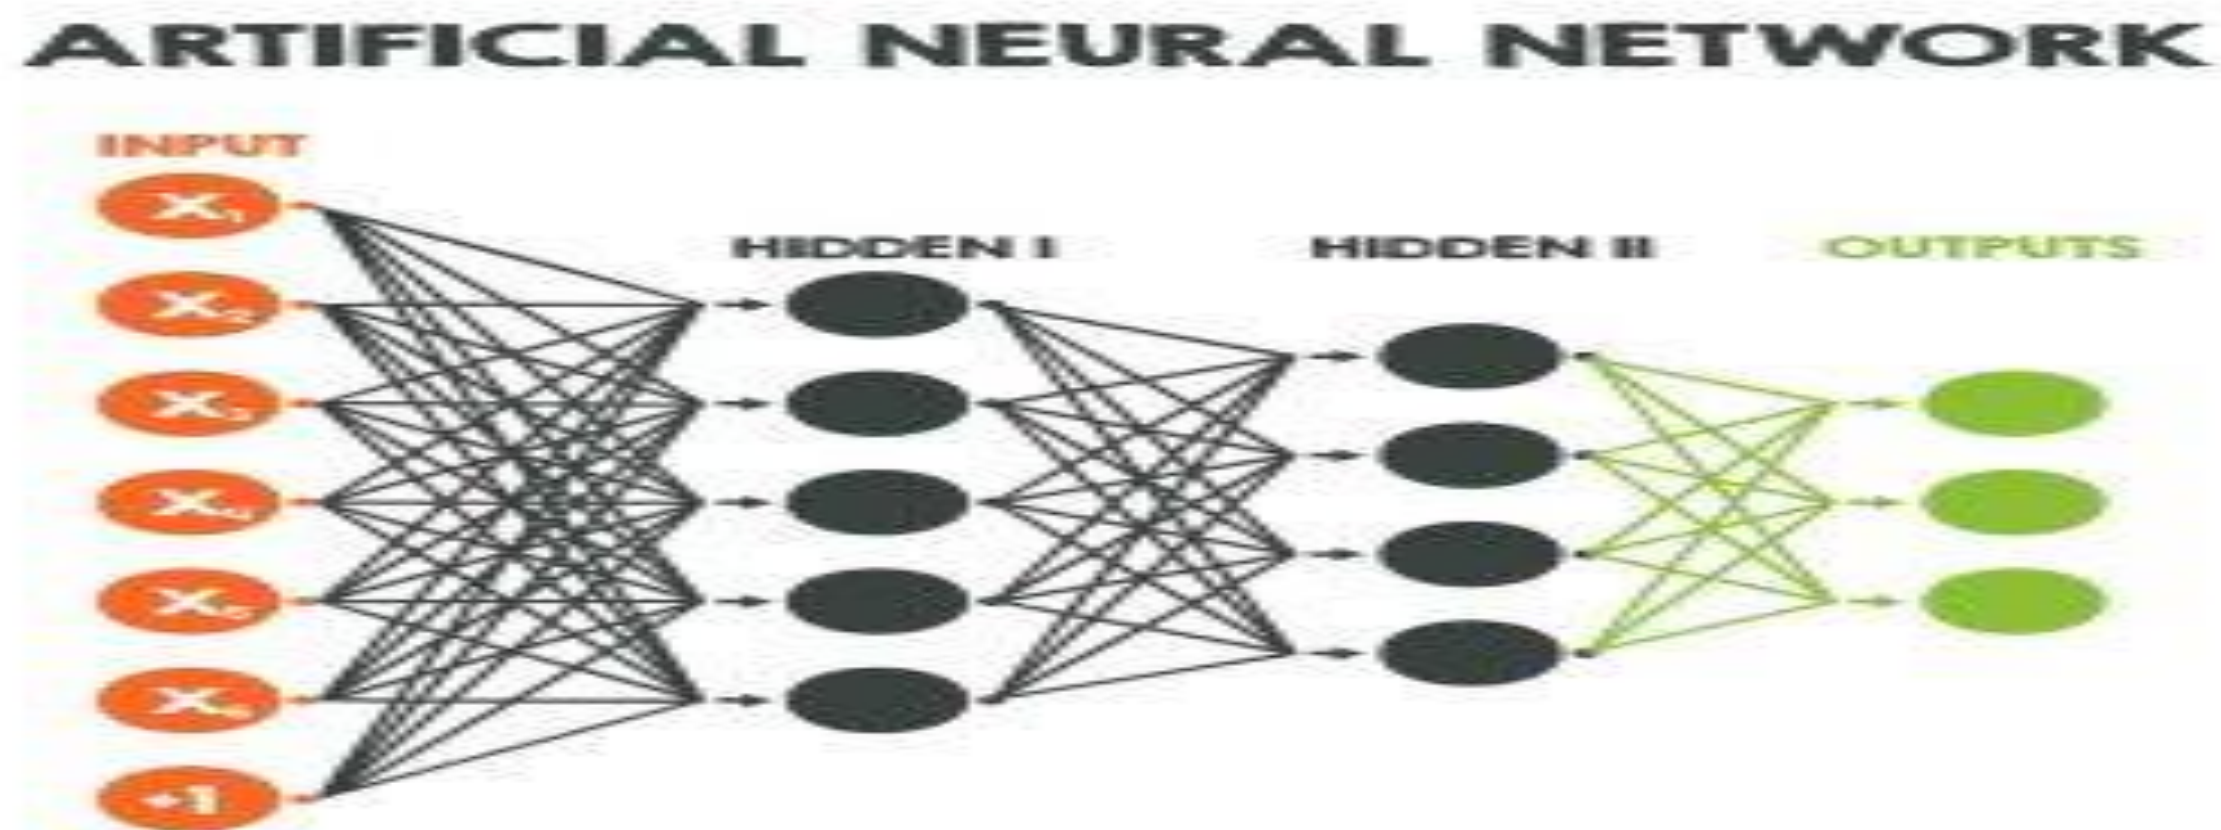 ARTIFICIAL NEURAL NETWORK
INPUT
HIDDEN I
HIDDEN II
OUTPUTS
X₁
X₂
X₃
X₄
X₅
X₆
+1